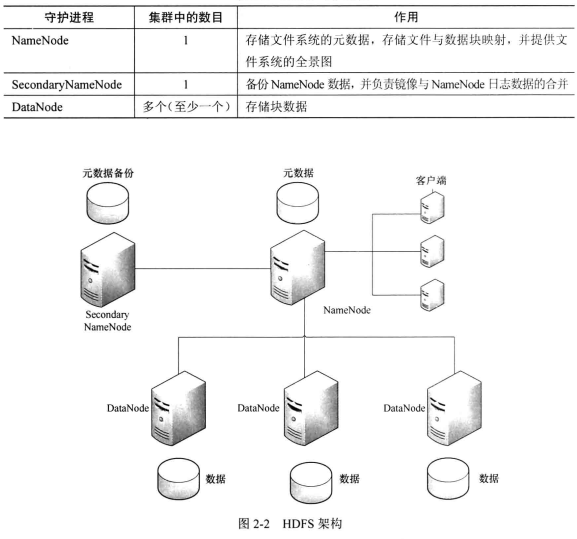 守护进程 集群中的数目 作用
NameNode 1 存储文件系统的元数据，存储文件与数据块映射，并提供文
件系统的全景图
SecondaryNameNode 1 备份 NameNode 数据，并负责镜像与 NameNode 日志数据的合并
DataNode 多个（至少一个） 存储块数据
元数据备份
元数据
客户端
Secondary
NameNode
NameNode
DataNode
DataNode
DataNode
数据
数据
数据
图 2-2 HDFS 架构